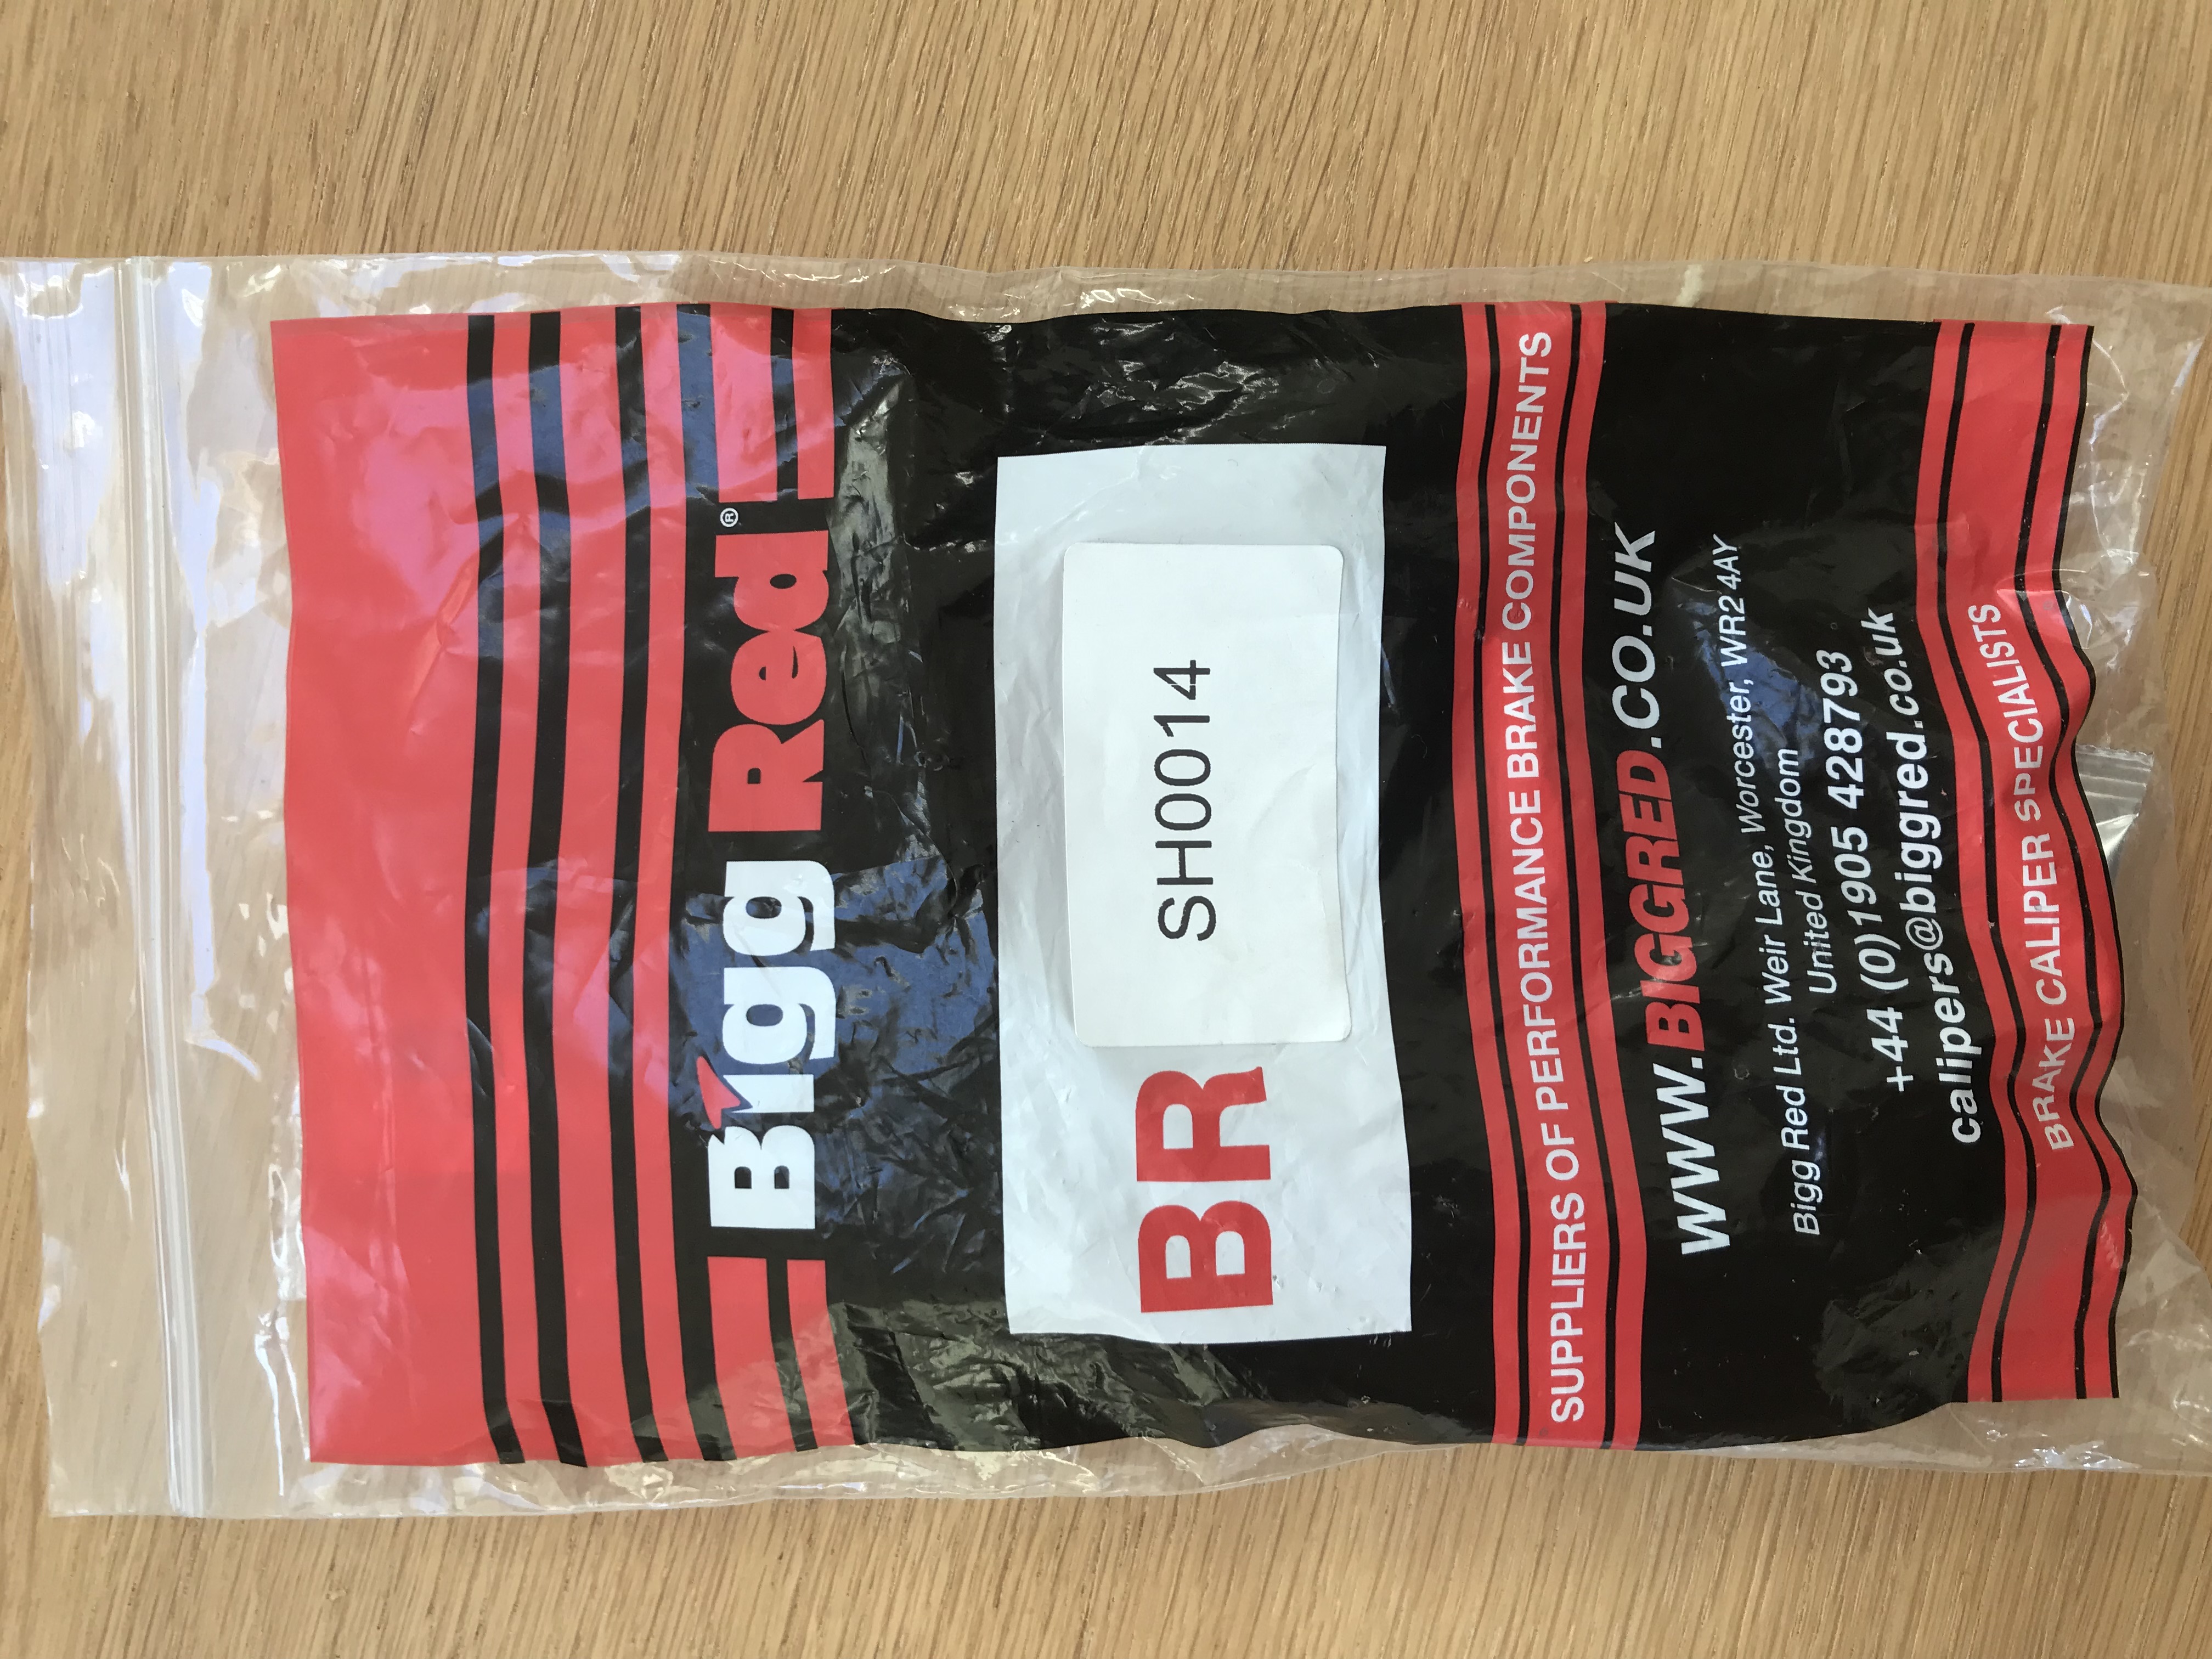 Bigg Red®
BR SH0014
SUPPLIERS OF PERFORMANCE BRAKE COMPONENTS
WWW.BIGGRED.CO.UK
Bigg Red Ltd. Weir Lane, Worcester, WR2 4AY
United Kingdom
+44 (0)1905 428793
calipers@biggred.co.uk
BRAKE CALIPER SPECIALISTS